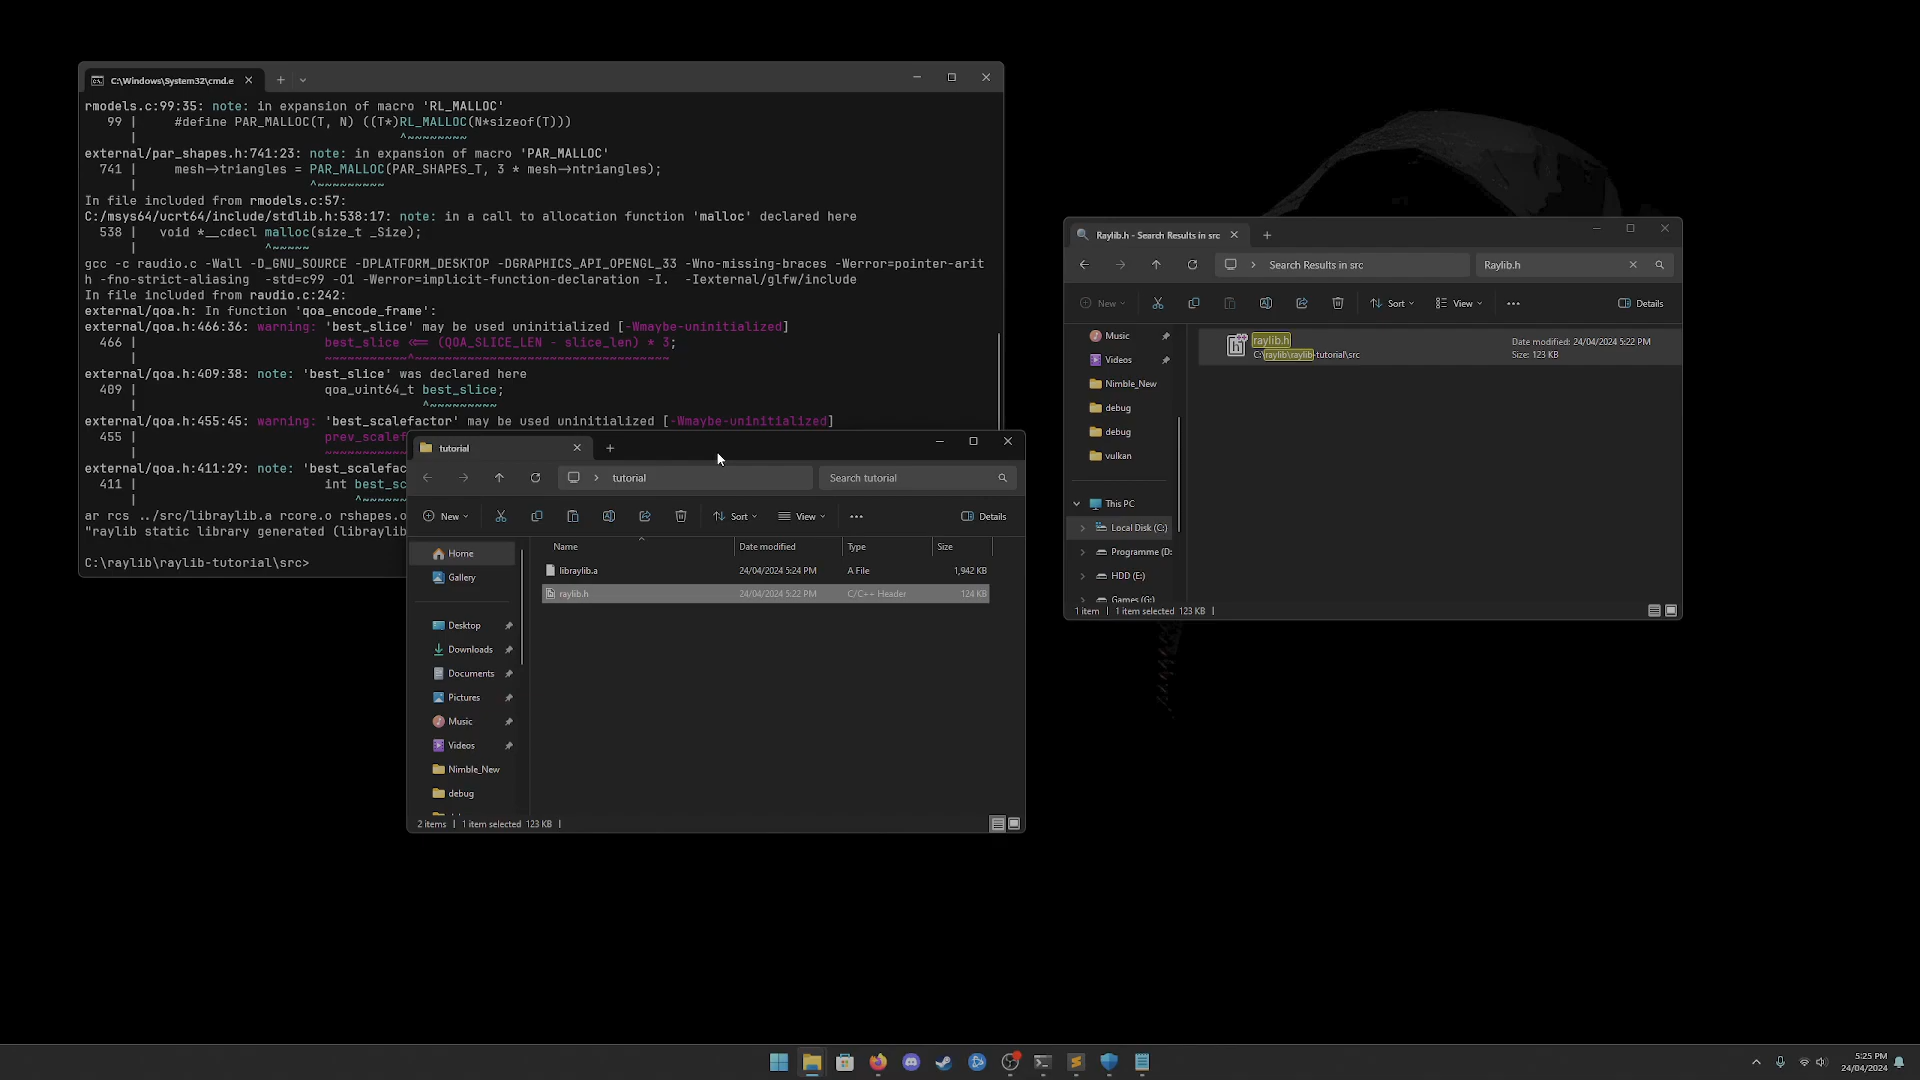 C:\Windows\System32\cmd.e
rmodels.c:99:35: note: in expansion of macro 'RL_MALLOC'
99 | #define PAR_MALLOC(T, N) ((T*)RL_MALLOC(N*sizeof(T)))
| ^~~~~~~~~
external/par_shapes.h:741:23: note: in expansion of macro 'PAR_MALLOC'
741 | mesh->triangles = PAR_MALLOC(PAR_SHAPES_T, 3 * mesh->ntriangles);
| ^~~~~~~~~~
In file included from rmodels.c:57:
C:/msys64/ucrt64/include/stdlib.h:538:17: note: in a call to allocation function 'malloc' declared here
538 | void *__cdecl malloc(size_t _Size);
| ^~~~~~
gcc -c raudio.c -Wall -D_GNU_SOURCE -DPLATFORM_DESKTOP -DGRAPHICS_API_OPENGL_33 -Wno-missing-braces -Werror=pointer-arit
h -fno-strict-aliasing -std=c99 -O1 -Werror=implicit-function-declaration -I. -Iexternal/glfw/include
In file included from raudio.c:242:
external/qoa.h: In function 'qoa_encode_frame':
external/qoa.h:466:36: warning: 'best_slice' may be used uninitialized [-Wmaybe-uninitialized]
466 | best_slice <<= (QOA_SLICE_LEN - slice_len) * 3;
| ~~~~~~~~~~~^~~~~~~~~~~~~~~~~~~~~~~~~~~~~~~~~
external/qoa.h:409:38: note: 'best_slice' was declared here
409 | qoa_uint64_t best_slice;
| ^~~~~~~~~~
external/qoa.h:455:45: warning: 'best_scalefactor' may be used uninitialized [-Wmaybe-uninitialized]
455 | prev_scalef
| ~~~~~~~~~~~
external/qoa.h:411:29: note: 'best_scalefac
411 | int best_sc
| ^~~~~~~
ar rcs ../src/libraylib.a rcore.o rshapes.o
"raylib static library generated (libraylib
C:\raylib\raylib-tutorial\src>
tutorial
tutorial
Search tutorial
New
Sort
View
Details
Name Date modified Type Size
libraylib.a 24/04/2024 5:24 PM A File 1,942 KB
raylib.h 24/04/2024 5:22 PM C/C++ Header 124 KB
Home
Gallery
Desktop
Downloads
Documents
Pictures
Music
Videos
Nimble_New
debug
2 items | 1 item selected 123 KB |
Raylib.h - Search Results in src
Search Results in src
Raylib.h
New
Sort
View
Details
Music
Videos
Nimble_New
debug
debug
vulkan
This PC
Local Disk (C:)
Programme (D:
HDD (E:)
Games (G:)
raylib.h
C:\raylib\raylib-tutorial\src
Date modified: 24/04/2024 5:22 PM
Size: 123 KB
1 item | 1 item selected 123 KB |
5:25 PM
24/04/2024